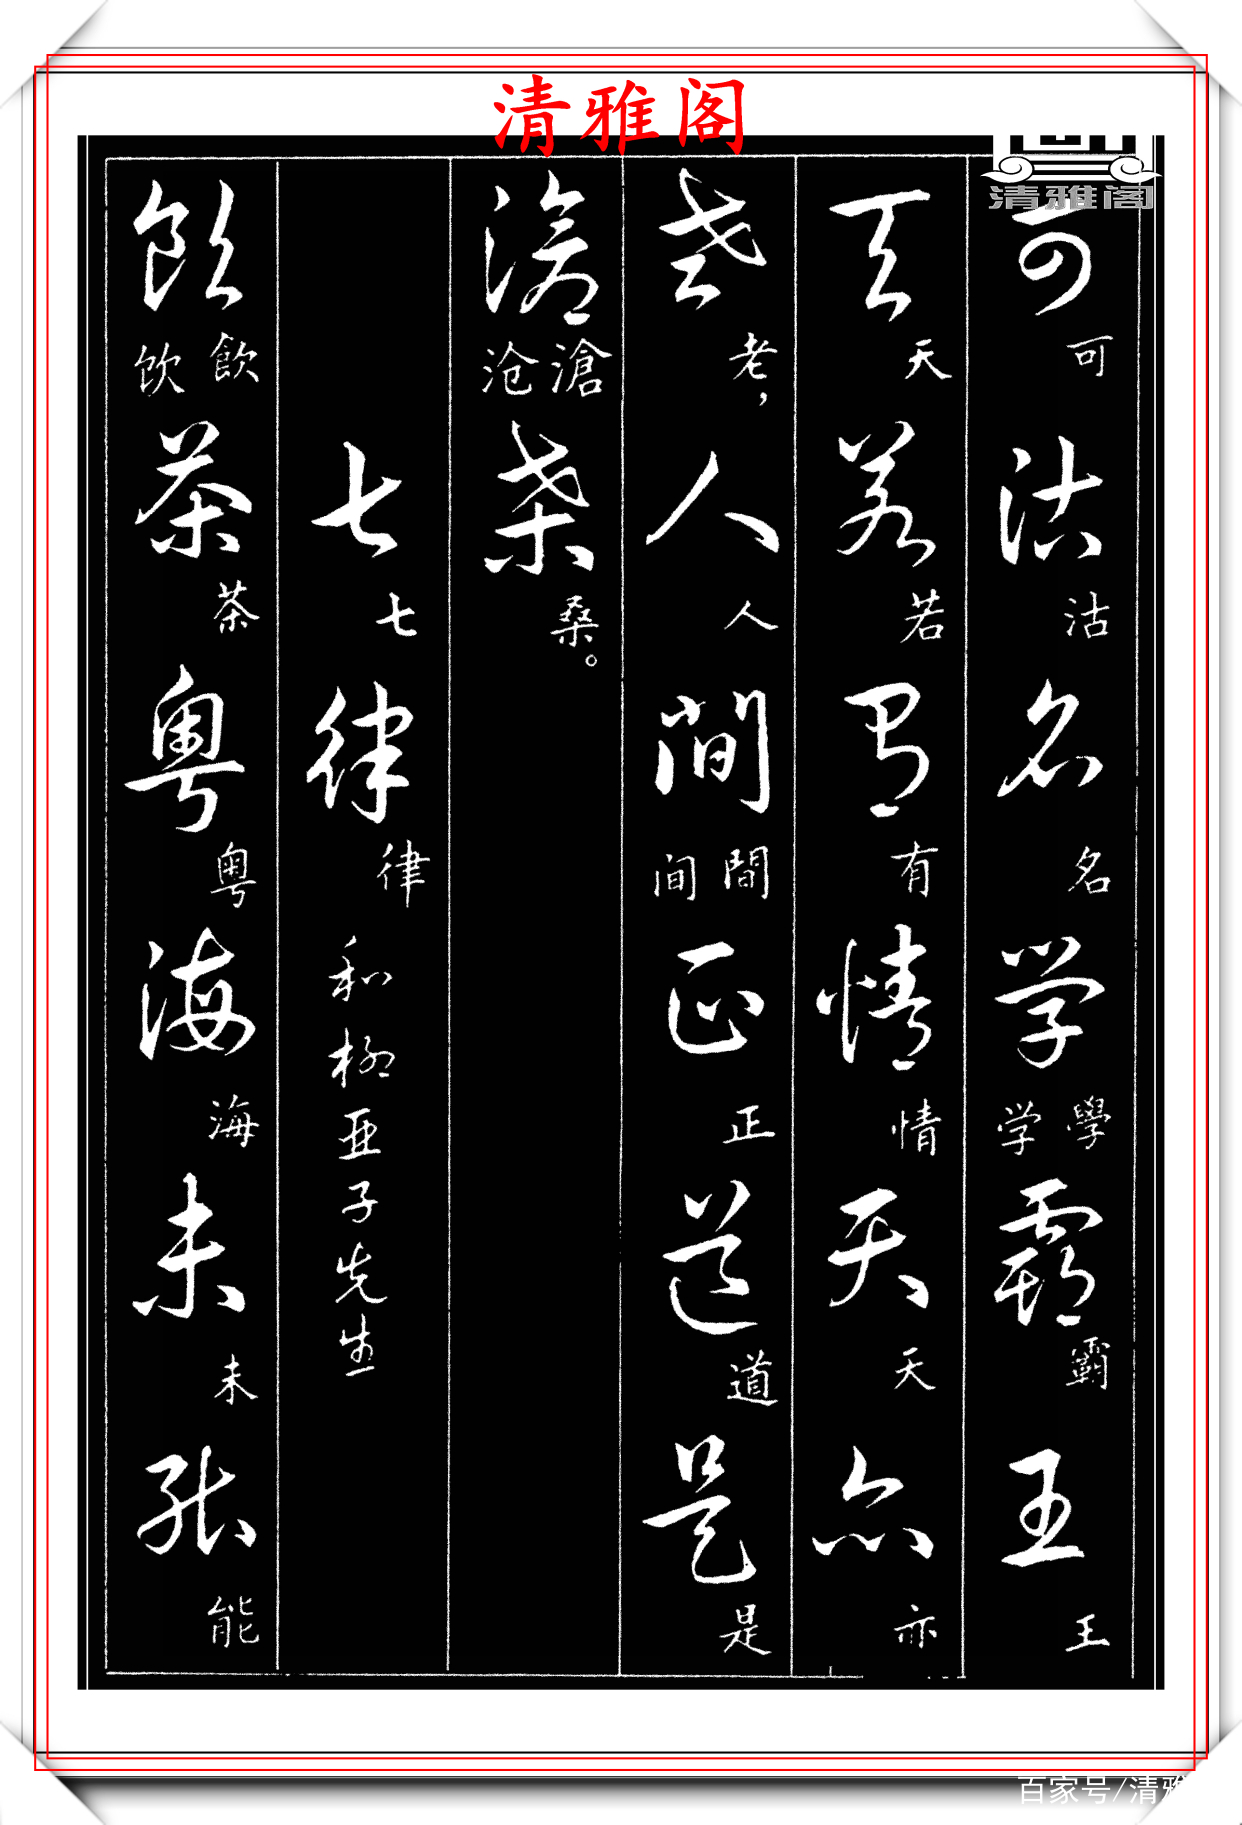 清雅阁
清雅阁
可 可 沽 沽 名 名 学 學 学 霸 霸 王 王
天 天 若 若 有 有 情 情 天 天 亦 亦
老 老， 人 人 间 間 间 正 正 道 道 是 是
滄 滄 沧 桑 桑。
七 七 律 律 和柳亚子先生
飲 飲 饮 茶 茶 粤 粤 海 海 未 未 能 能
百家号/清雅